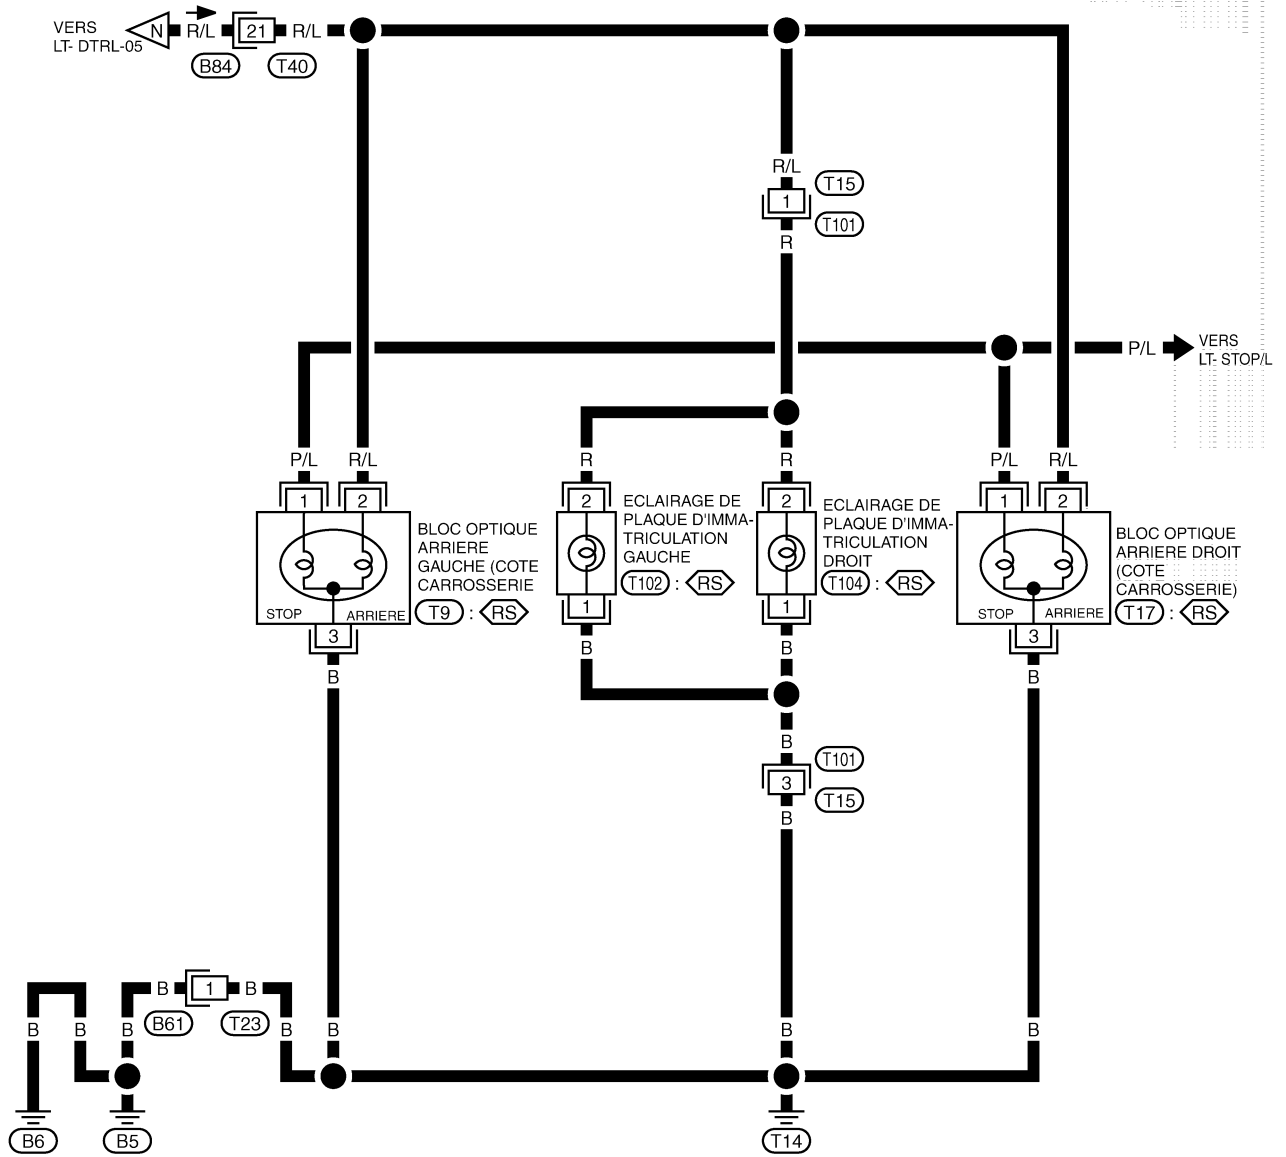 VERS
LT- DTRL-05
N
R/L
21
R/L
B84
T40
R/L
T15
1
T101
R
P/L
VERS
LT- STOP/L
P/L
R/L
R
R
P/L
R/L
1
2
2
2
1
2
BLOC OPTIQUE
ARRIERE
GAUCHE (COTE
CARROSSERIE
T9 : RS
STOP
ARRIERE
3
ECLAIRAGE DE
PLAQUE D'IMMA-
TRICULATION
GAUCHE
T102 : RS
1
ECLAIRAGE DE
PLAQUE D'IMMA-
TRICULATION
DROIT
T104 : RS
1
BLOC OPTIQUE
ARRIERE DROIT
(COTE
CARROSSERIE)
T17 : RS
STOP
ARRIERE
3
B
B
B
B
B
T101
3
T15
B
B
1
B
B61
T23
B
B
B
B
B
B
B
B6
B5
T14